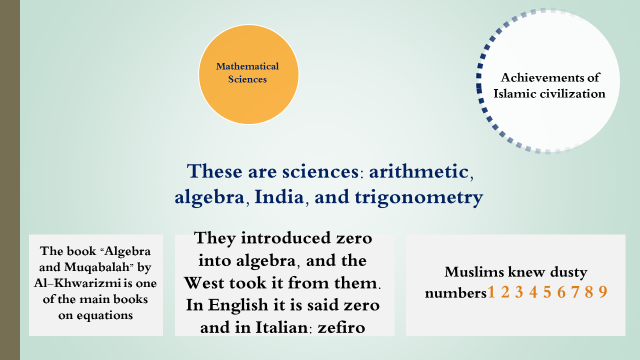 Mathematical
Sciences
Achievements of
Islamic civilization
These are sciences: arithmetic,
algebra, India, and trigonometry
The book “Algebra
and Muqabalah” by
Al-Khwarizmi is one
of the main books
on equations
They introduced zero
into algebra, and the
West took it from them.
In English it is said zero
and in Italian: zefiro
Muslims knew dusty
numbers1 2 3 4 5 6 7 8 9